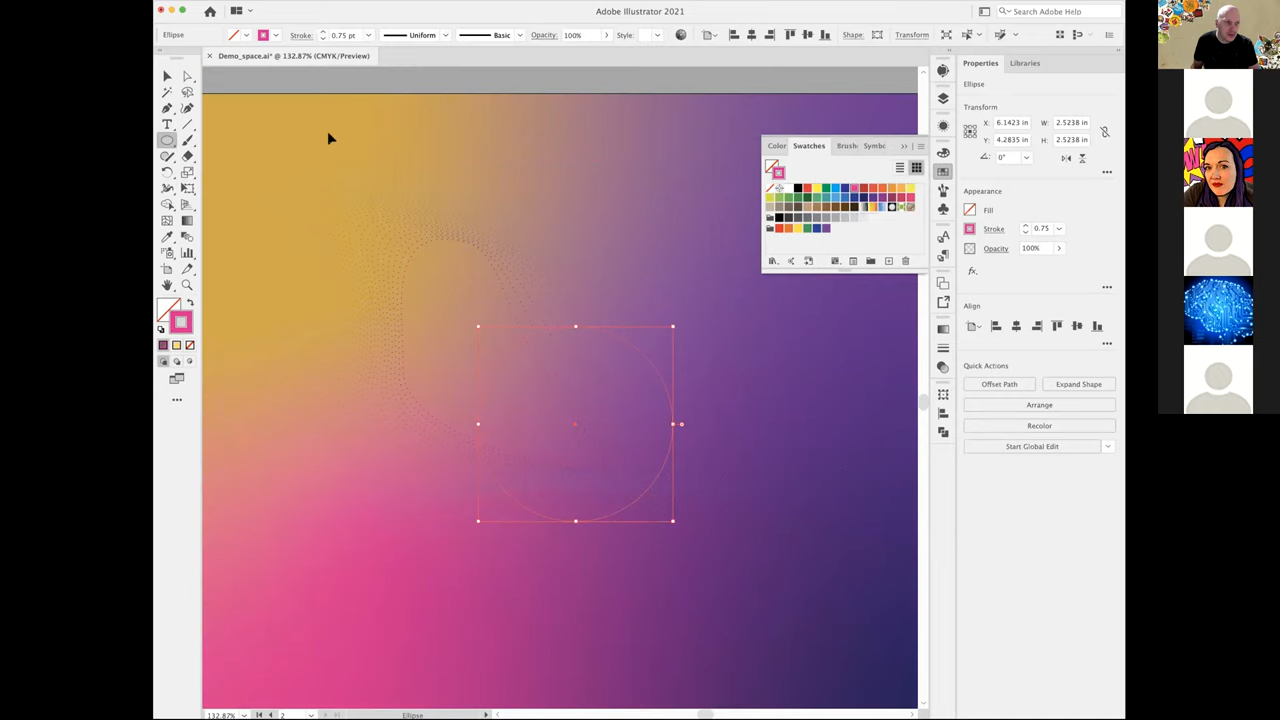 Adobe Illustrator 2021
Search Adobe Help
Ellipse
Stroke:
0.75 pt
Uniform
Basic
Opacity:
100%
Style:
Shape:
Transform
× Demo_space.ai* @ 132.87% (CMYK/Preview)
Properties
Libraries
Ellipse
Transform
X: 6.1423 in
W: 2.5238 in
Y: 4.2835 in
H: 2.5238 in
0°
Color
Swatches
Brush
Symbo
Appearance
Fill
Stroke
0.75
Opacity
100%
fx.
Align
Quick Actions
Offset Path
Expand Shape
Arrange
Recolor
Start Global Edit
132.87%
2
Ellipse